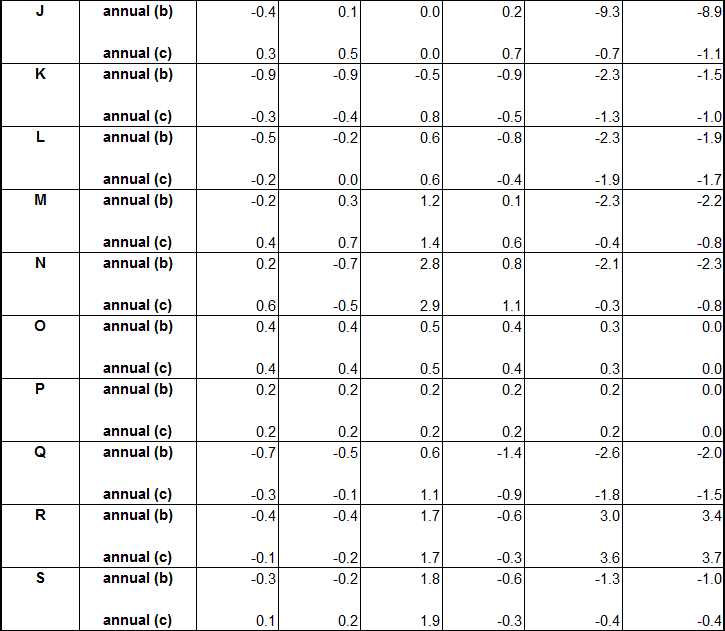 J annual (b) -0.4 0.1 0.0 0.2 -9.3 -8.9
annual (c) 0.3 0.5 0.0 0.7 -0.7 -1.1
K annual (b) -0.9 -0.9 -0.5 -0.9 -2.3 -1.5
annual (c) -0.3 -0.4 0.8 -0.5 -1.3 -1.0
L annual (b) -0.5 -0.2 0.6 -0.8 -2.3 -1.9
annual (c) -0.2 0.0 0.6 -0.4 -1.9 -1.7
M annual (b) -0.2 0.3 1.2 0.1 -2.3 -2.2
annual (c) 0.4 0.7 1.4 0.6 -0.4 -0.8
N annual (b) 0.2 -0.7 2.8 0.8 -2.1 -2.3
annual (c) 0.6 -0.5 2.9 1.1 -0.3 -0.8
O annual (b) 0.4 0.4 0.5 0.4 0.3 0.0
annual (c) 0.4 0.4 0.5 0.4 0.3 0.0
P annual (b) 0.2 0.2 0.2 0.2 0.2 0.0
annual (c) 0.2 0.2 0.2 0.2 0.2 0.0
Q annual (b) -0.7 -0.5 0.6 -1.4 -2.6 -2.0
annual (c) -0.3 -0.1 1.1 -0.9 -1.8 -1.5
R annual (b) -0.4 -0.4 1.7 -0.6 3.0 3.4
annual (c) -0.1 -0.2 1.7 -0.3 3.6 3.7
S annual (b) -0.3 -0.2 1.8 -0.6 -1.3 -1.0
annual (c) 0.1 0.2 1.9 -0.3 -0.4 -0.4